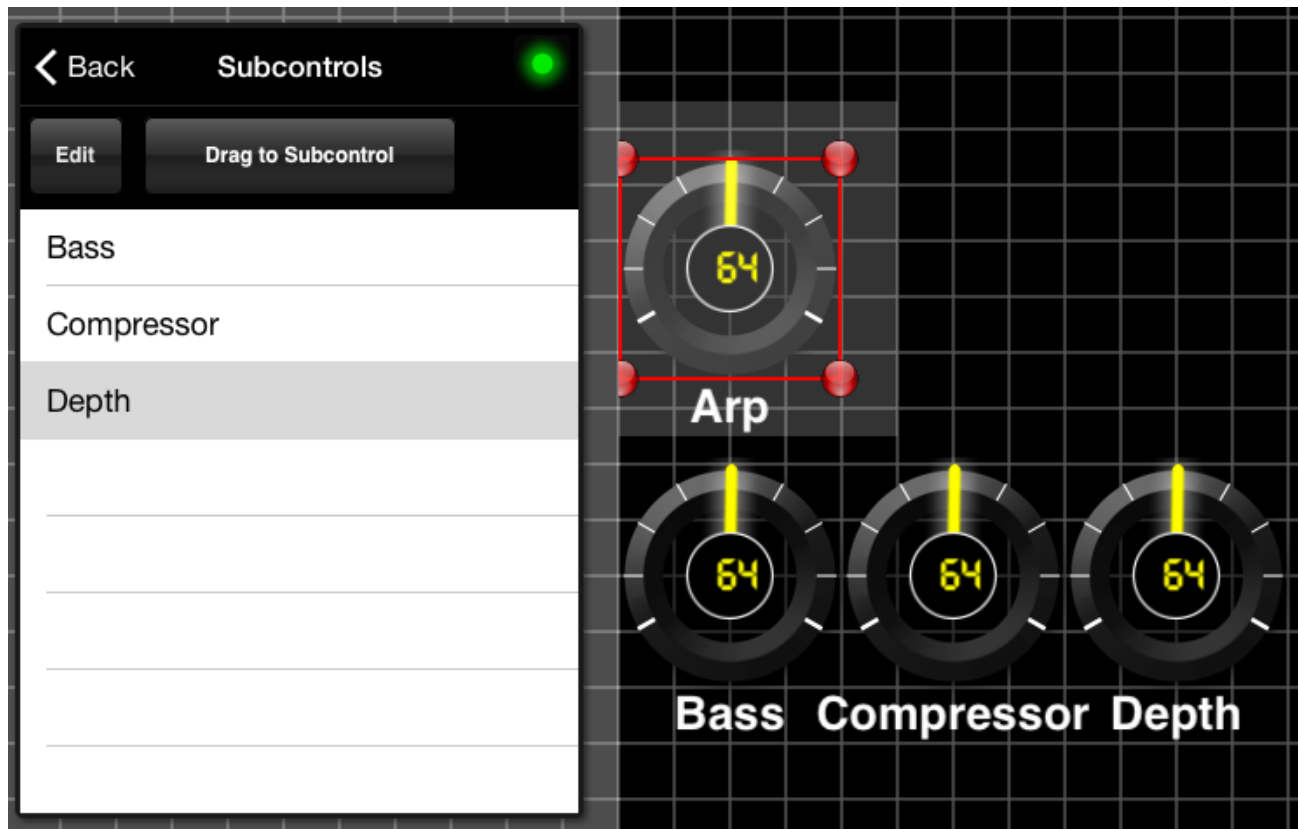 Back
Subcontrols
Edit
Drag to Subcontrol
Bass
Compressor
Depth
64
Arp
64
64
64
Bass
Compressor
Depth